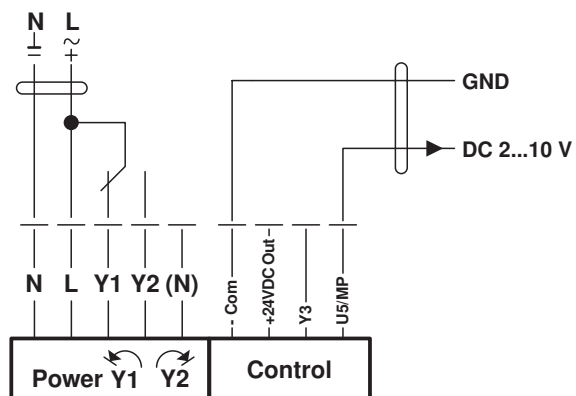 N L
GND
DC 2...10 V
N L Y1 Y2 (N)
- Com
+24VDC Out
Y3
U5/MP
Power Y1 Y2
Control